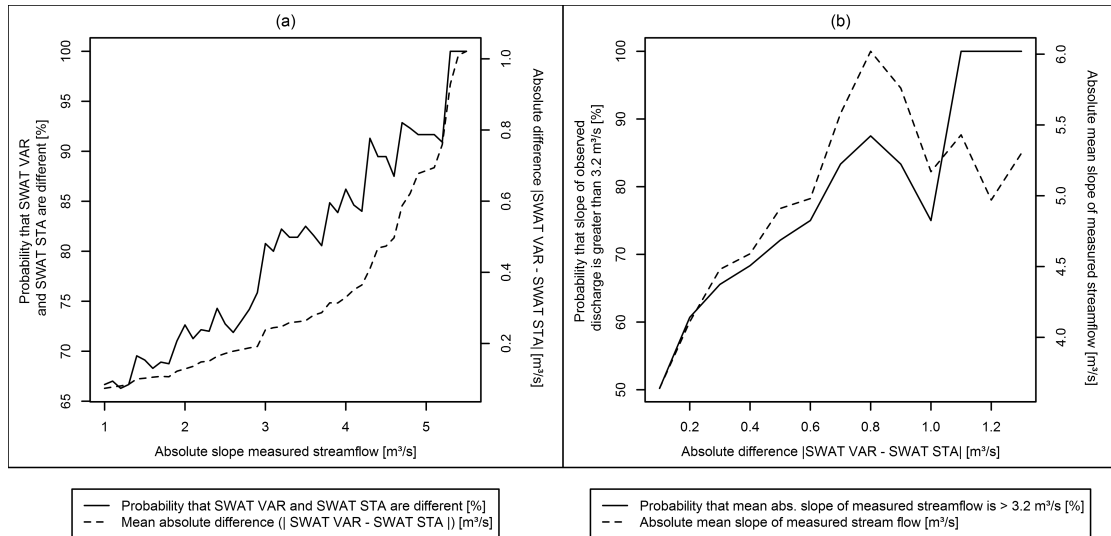 (a)
Probability that SWAT VAR
and SWAT STA are different [%]
100
95
90
85
80
75
70
65
1.0
0.8
0.6
0.4
0.2
Absolute difference |SWAT VAR - SWAT STA| [m³/s]
1 2 3 4 5
Absolute slope measured streamflow [m³/s]
Probability that SWAT VAR and SWAT STA are different [%]
Mean absolute difference (| SWAT VAR - SWAT STA |) [m³/s]
(b)
Probability that slope of observed
discharge is greater than 3.2 m³/s [%]
100
90
80
70
60
50
6.0
5.5
5.0
4.5
4.0
Absolute mean slope of
measured streamflow [m³/s]
0.2 0.4 0.6 0.8 1.0 1.2
Absolute difference |SWAT VAR - SWAT STA| [m³/s]
Probability that mean abs. slope of measured streamflow is > 3.2 m³/s [%]
Absolute mean slope of measured stream flow [m³/s]